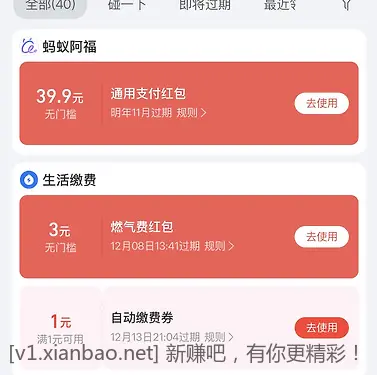 全部(40) 碰一下 即将过期 最近
蚂蚁阿福
39.9元
无门槛
通用支付红包
明年11月过期 规则 >
去使用
生活缴费
3元
无门槛
燃气费红包
12月08日13:41过期 规则 >
去使用
1元
满1元可用
自动缴费券
12月13日21:04过期 规则 >
去使用
[v1.xianbao.net] 新赚吧，有你更精彩！